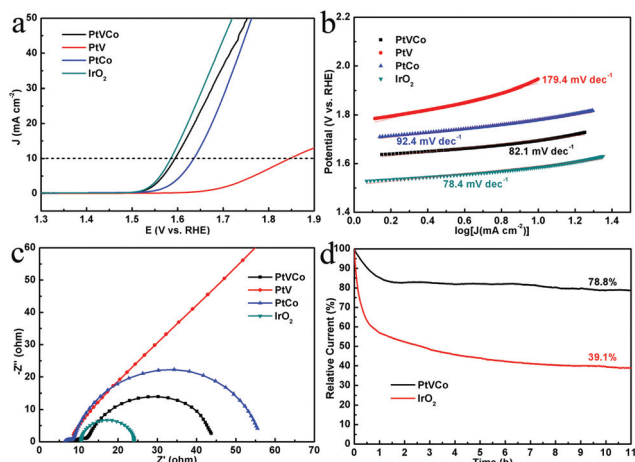 a
PtVCo
PtV
PtCo
IrO₂
J (mA cm⁻²)
50
40
30
20
10
0
1.3
1.4
1.5
1.6
1.7
1.8
1.9
E (V vs. RHE)
b
PtVCo
PtV
PtCo
IrO₂
179.4 mV dec⁻¹
92.4 mV dec⁻¹
82.1 mV dec⁻¹
78.4 mV dec⁻¹
Potential (V vs. RHE)
2.2
2.0
1.8
1.6
1.4
0.0
0.4
0.8
1.2
1.6
log[J(mA cm⁻²)]
c
PtVCo
PtV
PtCo
IrO₂
-Z'' (ohm)
60
50
40
30
20
10
0
0
10
20
30
40
50
60
70
Z' (ohm)
d
78.8%
39.1%
PtVCo
IrO₂
Relative Current (%)
100
90
80
70
60
50
40
30
20
10
0
0
1
2
3
4
5
6
7
8
9
10
11
Time (h)